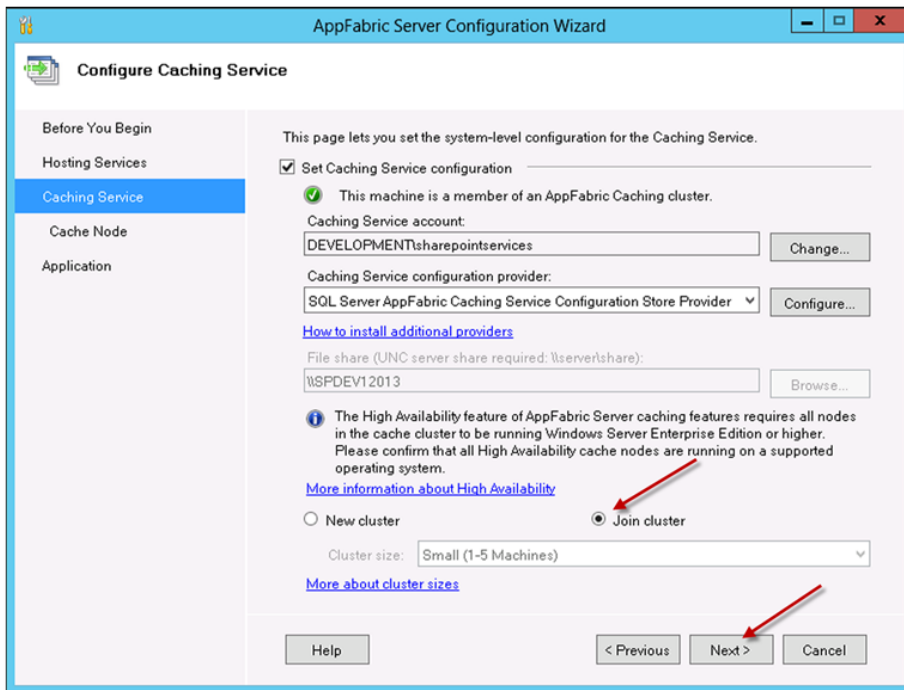 AppFabric Server Configuration Wizard
Configure Caching Service
Before You Begin
Hosting Services
Caching Service
Cache Node
Application
This page lets you set the system-level configuration for the Caching Service.
Set Caching Service configuration
This machine is a member of an AppFabric Caching cluster.
Caching Service account:
DEVELOPMENT\sharepointservices
Change...
Caching Service configuration provider:
SQL Server AppFabric Caching Service Configuration Store Provider
Configure...
How to install additional providers
File share (UNC server share required: \\server\share):
\\SPDEV12013
Browse...
The High Availability feature of AppFabric Server caching features requires all nodes
in the cache cluster to be running Windows Server Enterprise Edition or higher.
Please confirm that all High Availability cache nodes are running on a supported
operating system.
More information about High Availability
New cluster
Join cluster
Cluster size:
Small (1-5 Machines)
More about cluster sizes
Help
< Previous
Next >
Cancel